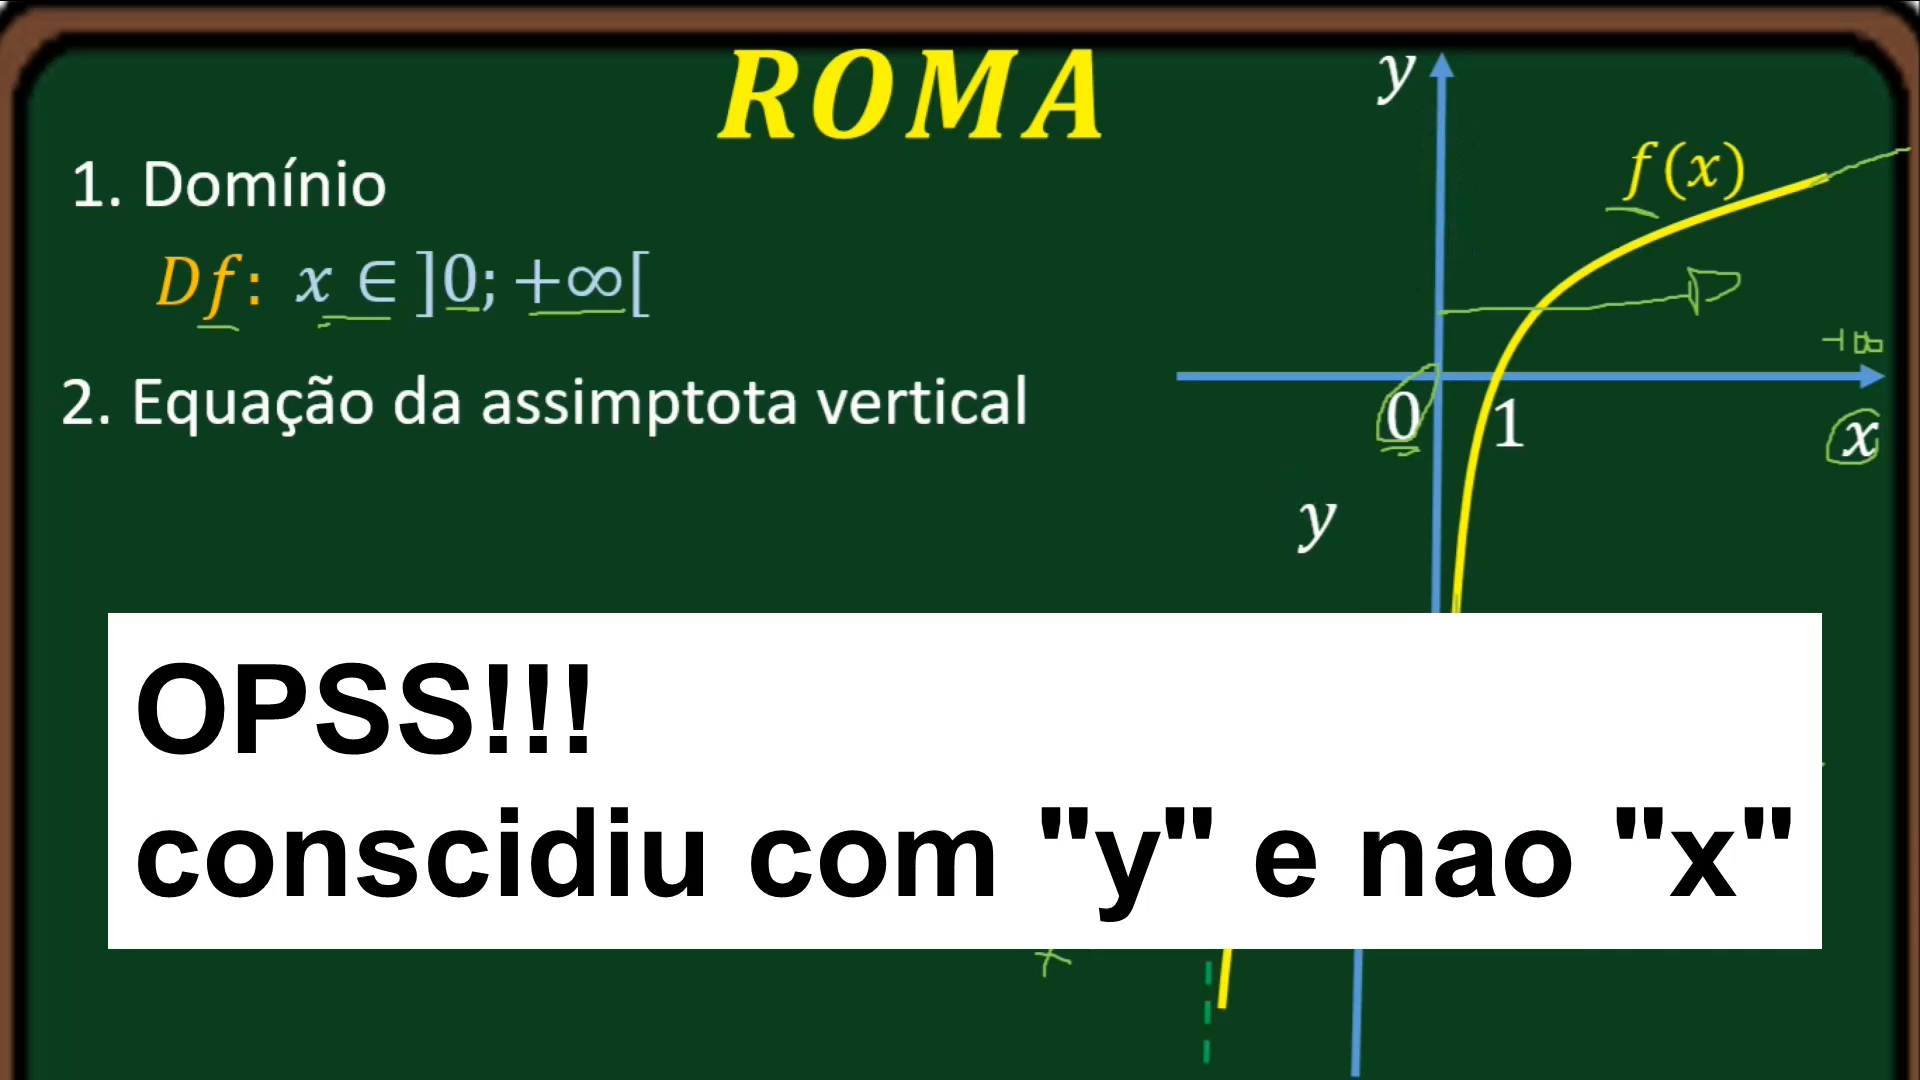 ROMA
1. Domínio
Df: x ∈ ]0; +∞[
2. Equação da assimptota vertical
y
f(x)
+∞
0
1
x
y
OPSS!!!
conscidiu com "y" e nao "x"